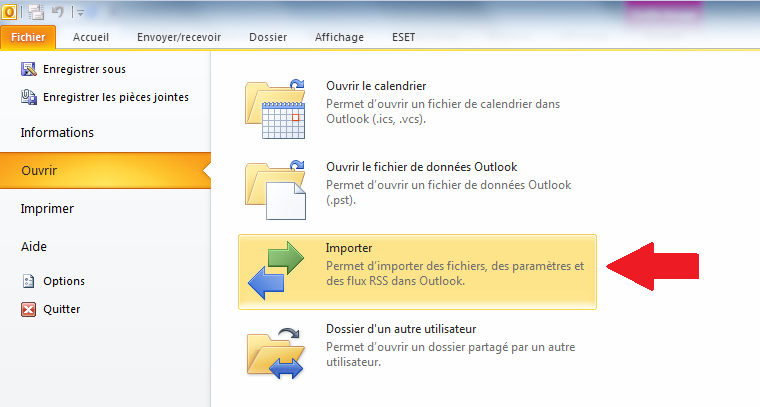 Fichier Accueil Envoyer/recevoir Dossier Affichage ESET
Enregistrer sous
Enregistrer les pièces jointes
Informations
Ouvrir
Imprimer
Aide
Options
Quitter
Ouvrir le calendrier
Permet d'ouvrir un fichier de calendrier dans
Outlook (.ics, .vcs).
Ouvrir le fichier de données Outlook
Permet d'ouvrir un fichier de données Outlook
(.pst).
Importer
Permet d'importer des fichiers, des paramètres et
des flux RSS dans Outlook.
Dossier d'un autre utilisateur
Permet d'ouvrir un dossier partagé par un autre
utilisateur.